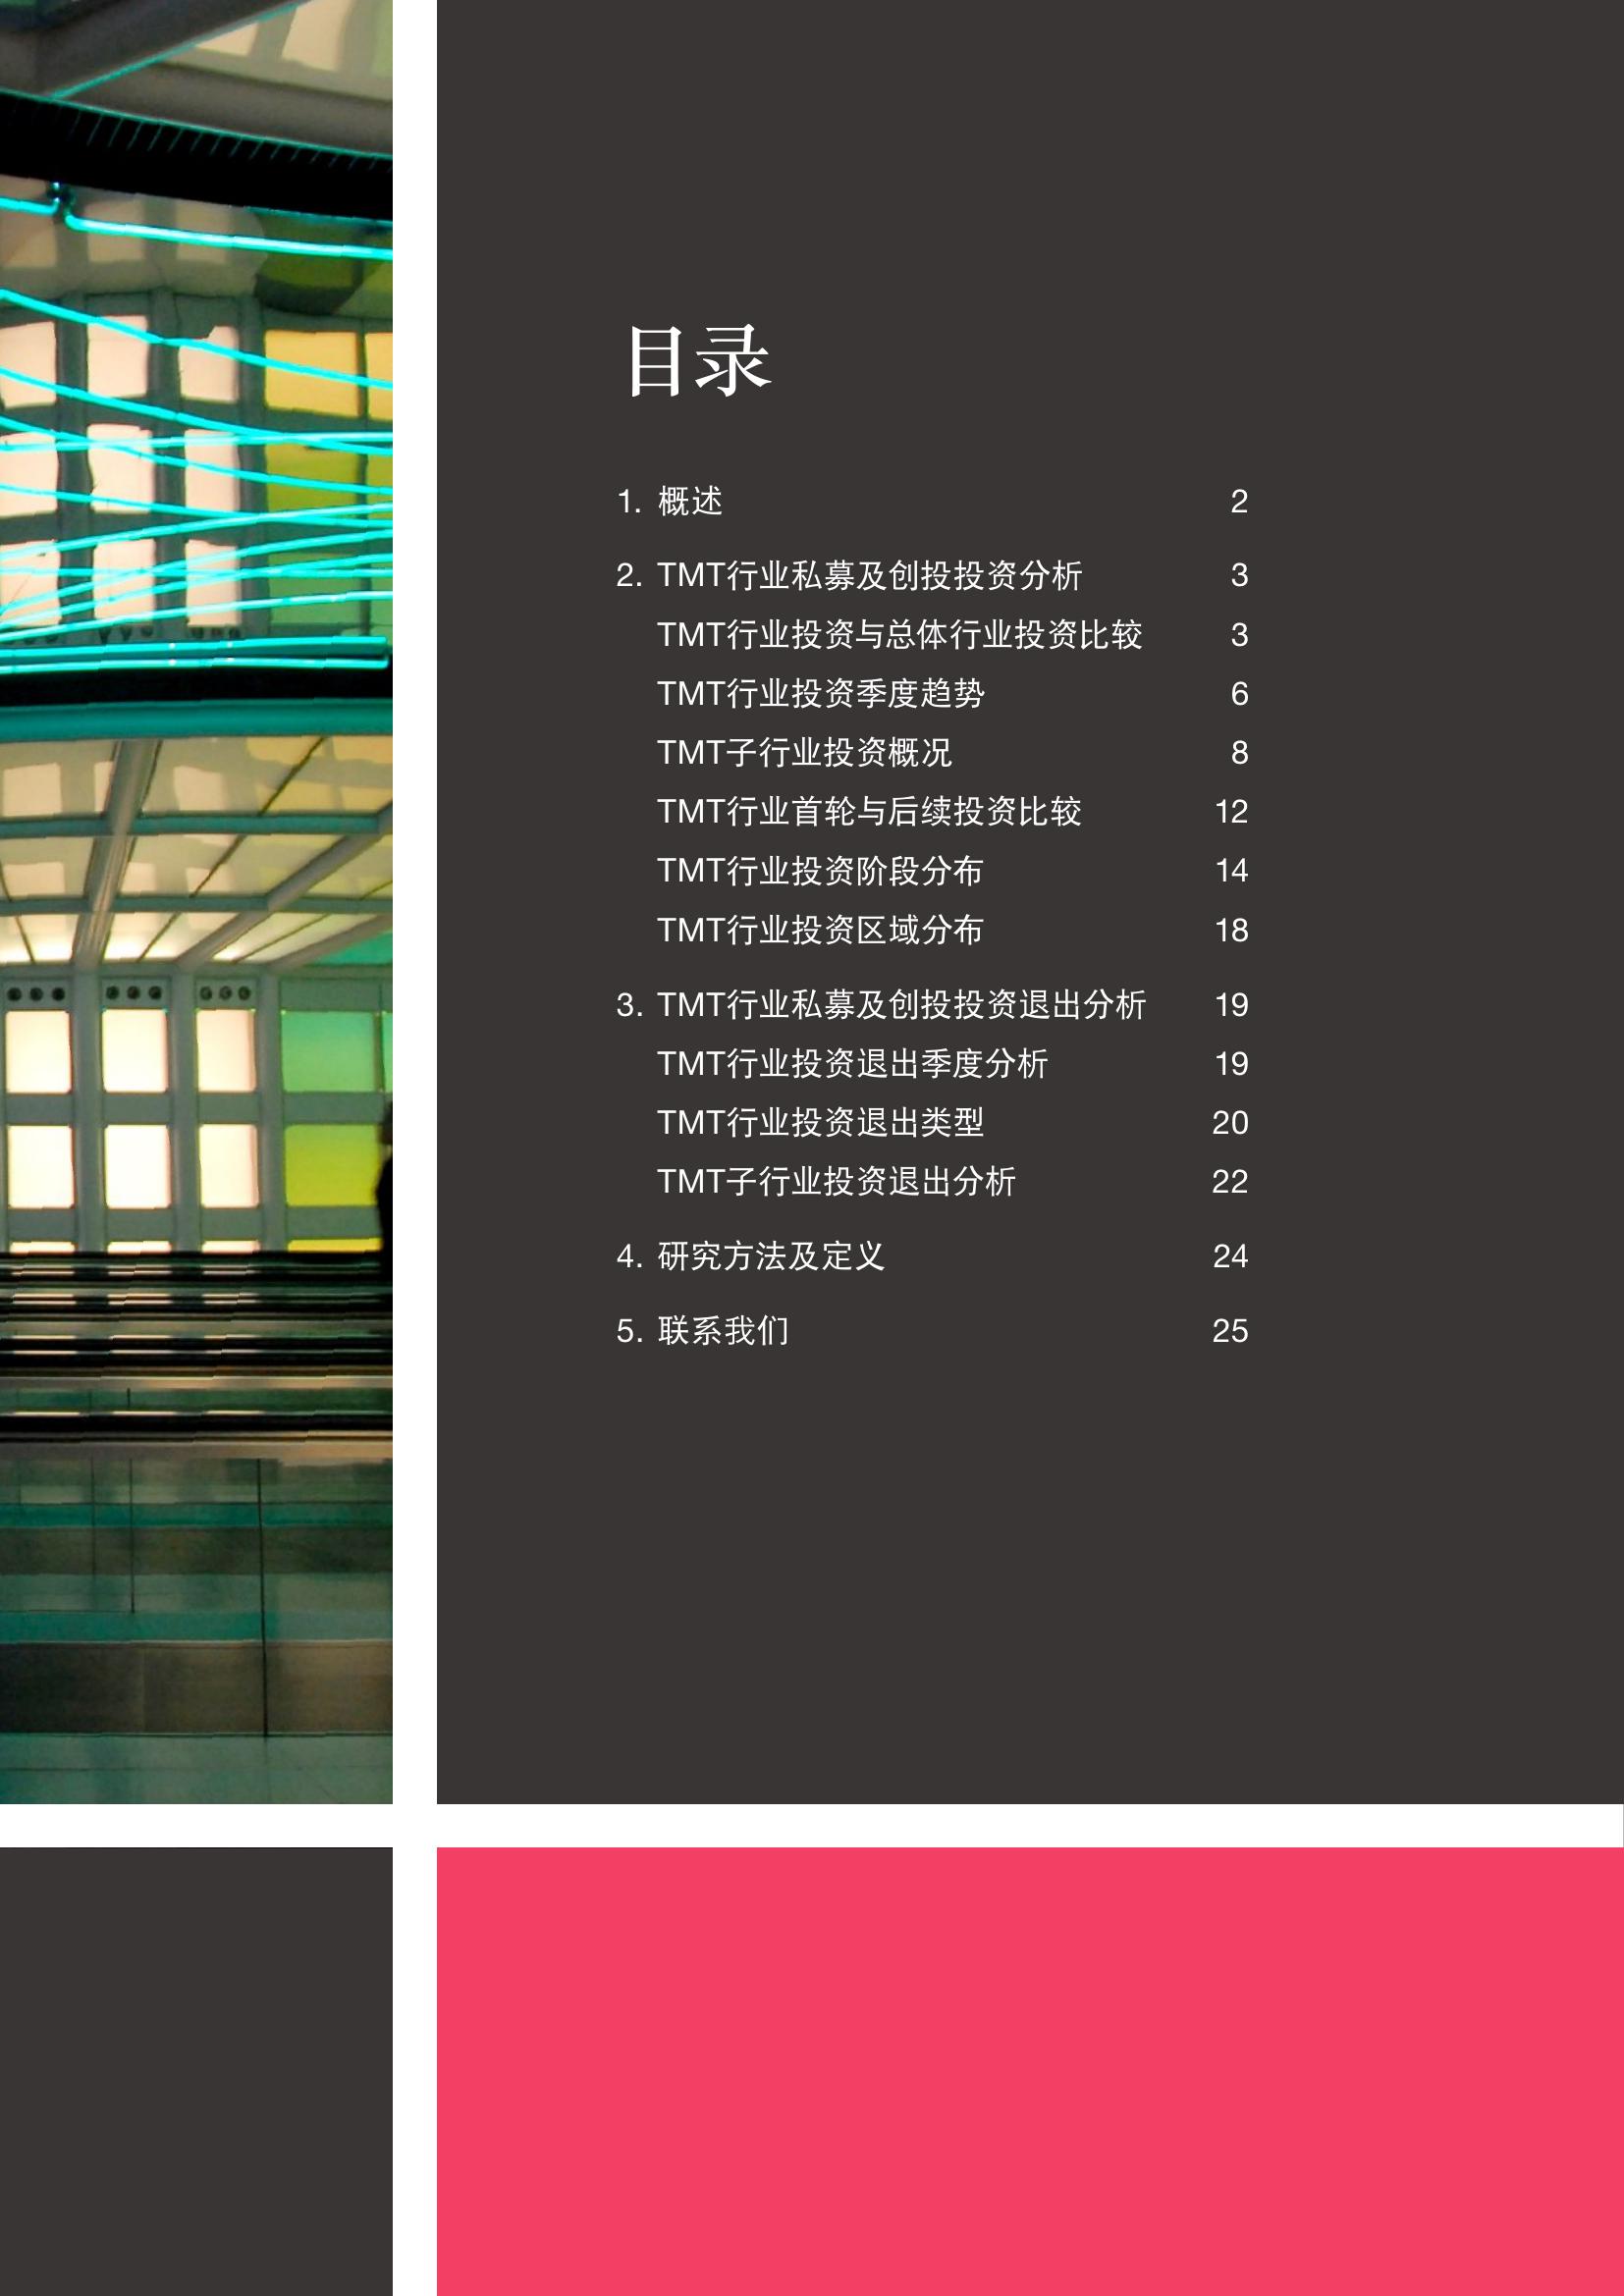 目录
1. 概述 2
2. TMT行业私募及创投投资分析 3
TMT行业投资与总体行业投资比较 3
TMT行业投资季度趋势 6
TMT子行业投资概况 8
TMT行业首轮与后续投资比较 12
TMT行业投资阶段分布 14
TMT行业投资区域分布 18
3. TMT行业私募及创投投资退出分析 19
TMT行业投资退出季度分析 19
TMT行业投资退出类型 20
TMT子行业投资退出分析 22
4. 研究方法及定义 24
5. 联系我们 25